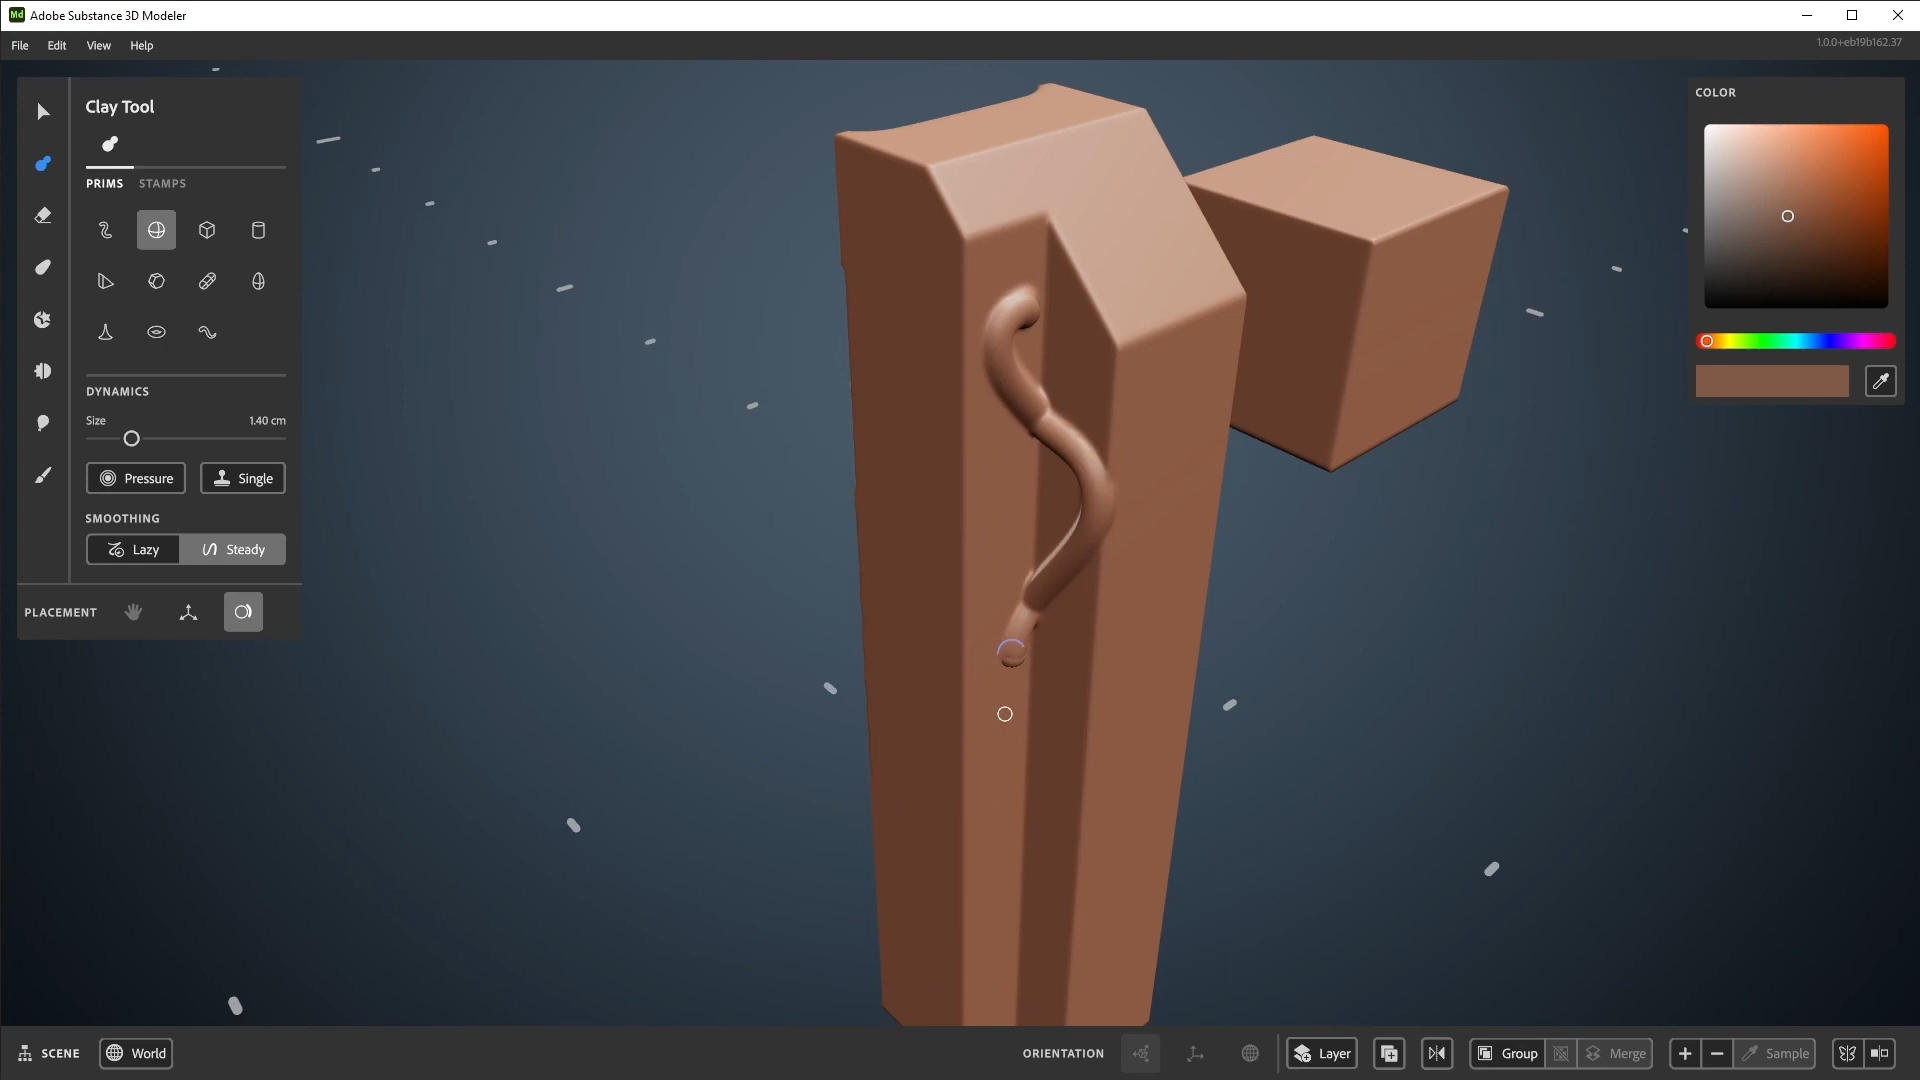 Md Adobe Substance 3D Modeler
File Edit View Help
1.0.0+eb19b162.37
Clay Tool
PRIMS STAMPS
DYNAMICS
Size 1.40 cm
Pressure Single
SMOOTHING
Lazy Steady
PLACEMENT
COLOR
SCENE World ORIENTATION Layer Group Merge Sample